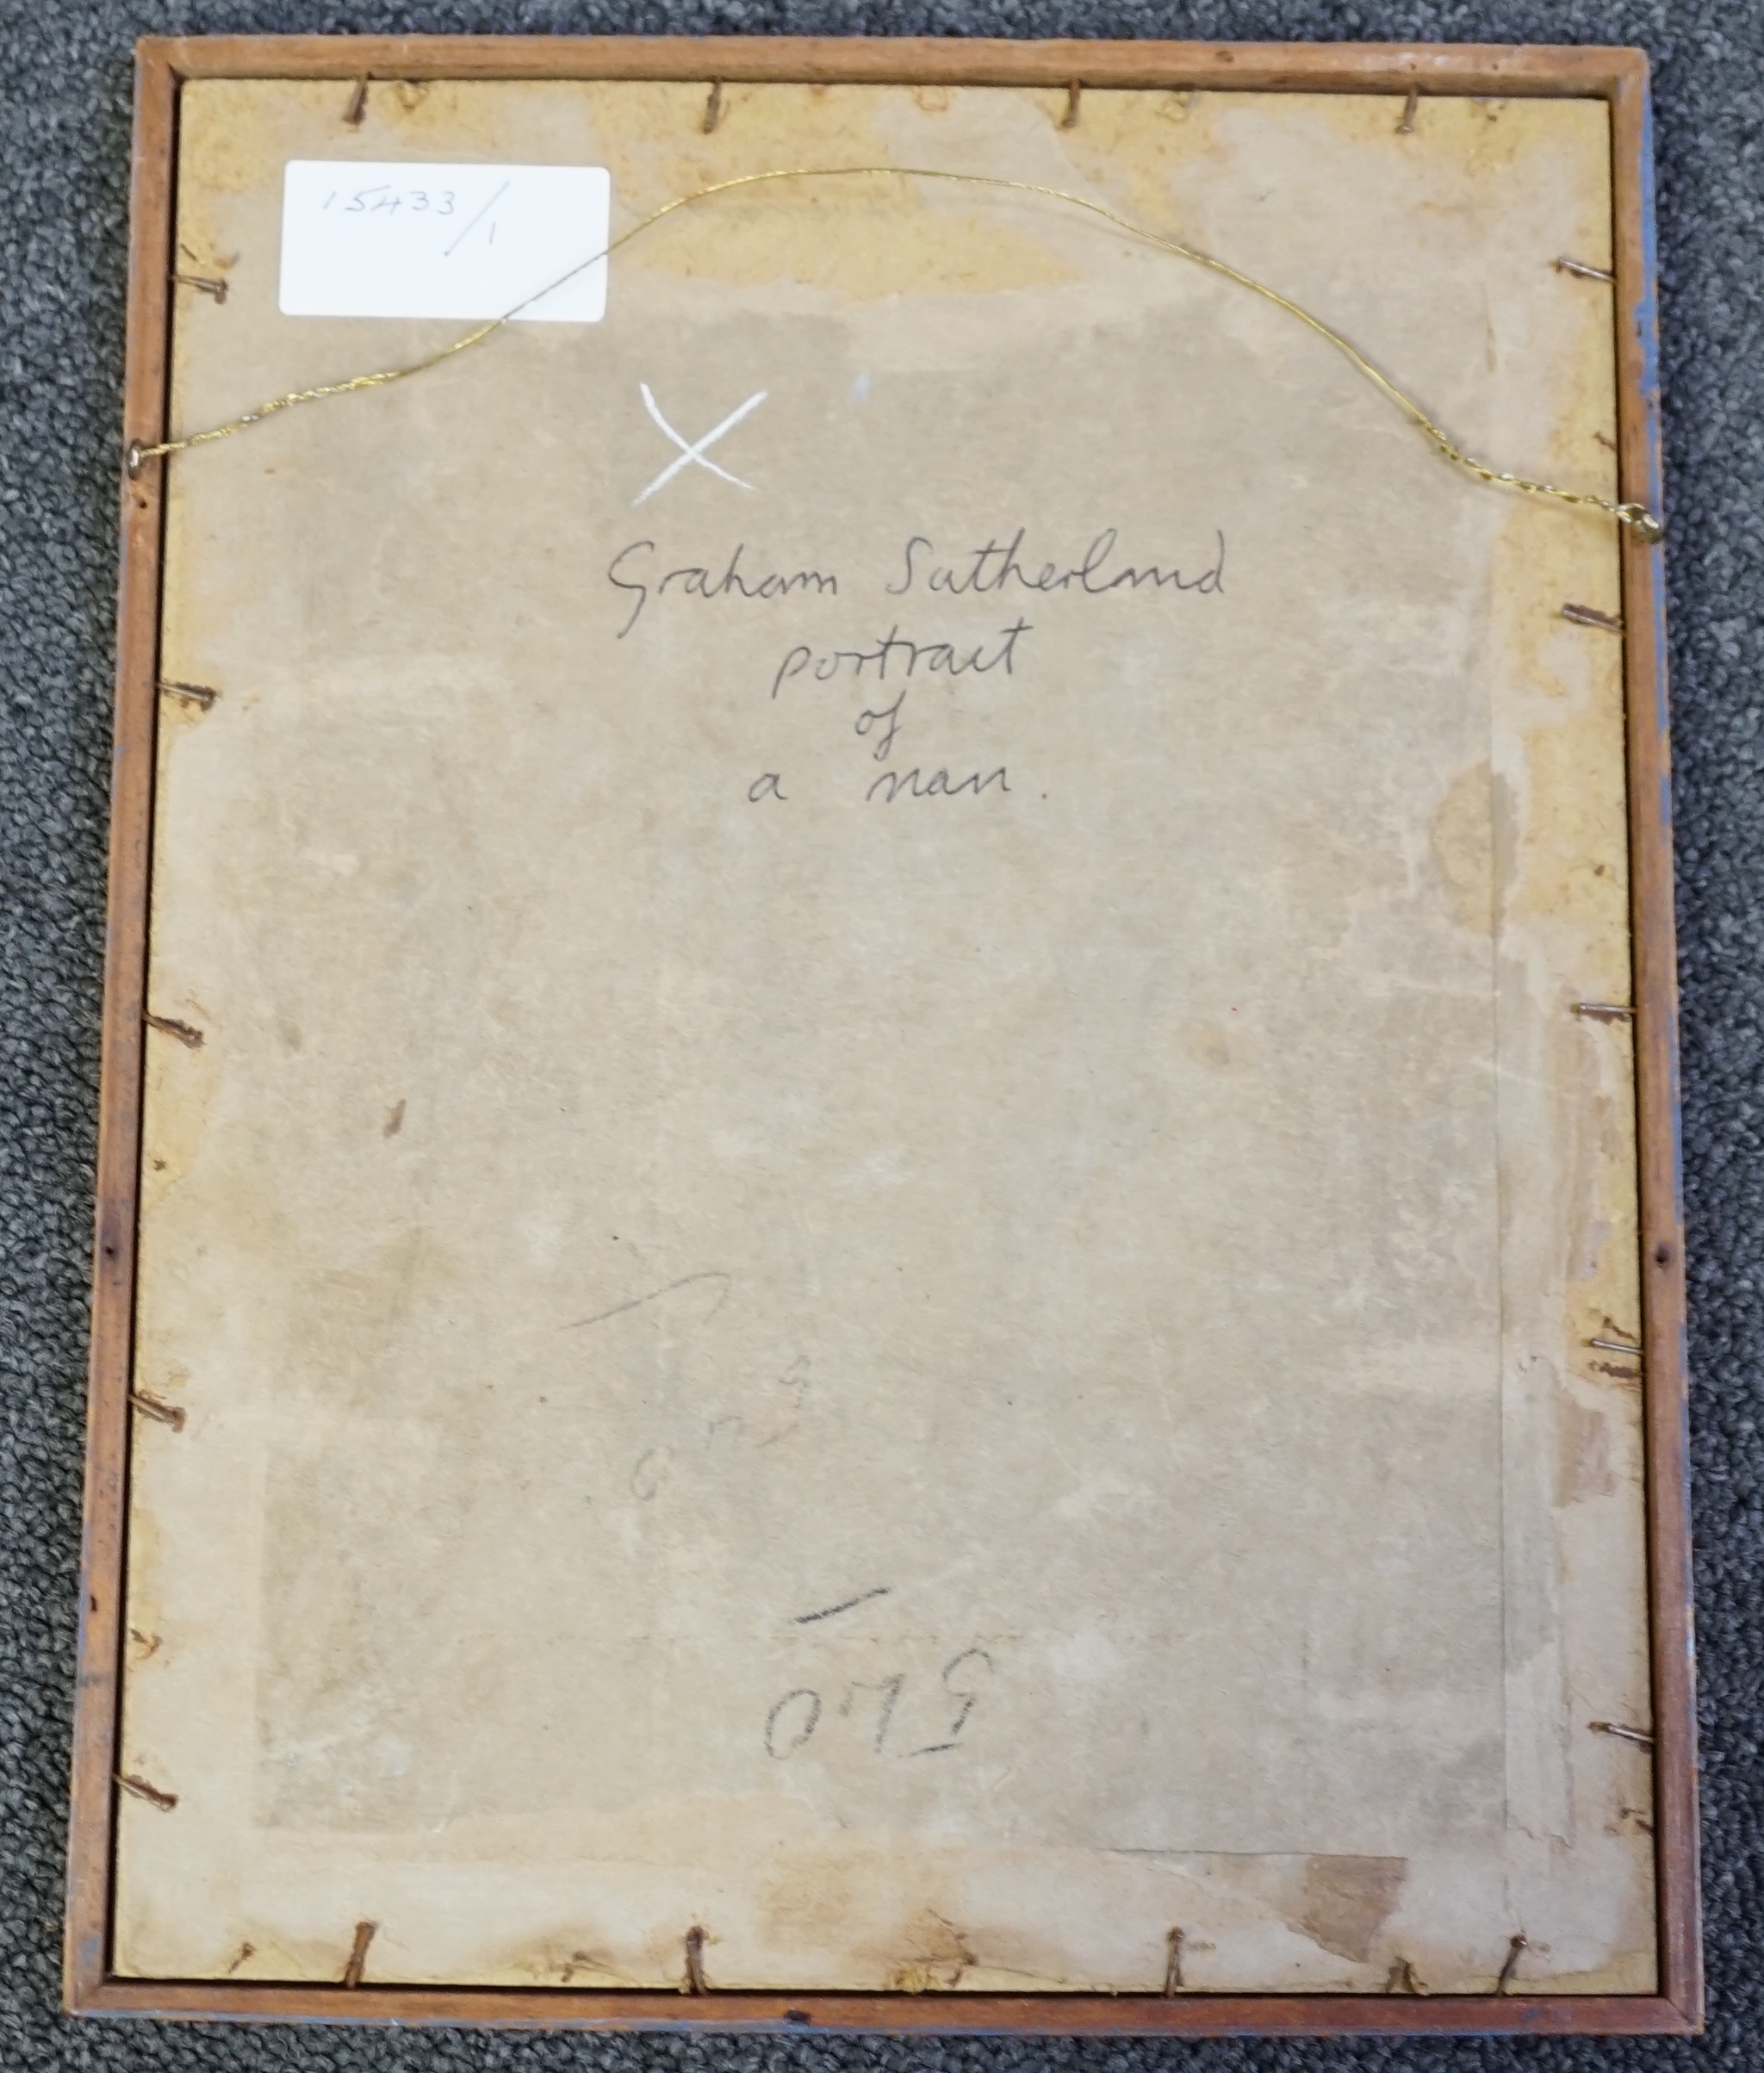 15433/1
X
Graham Sutherland
portrait
of
a man.